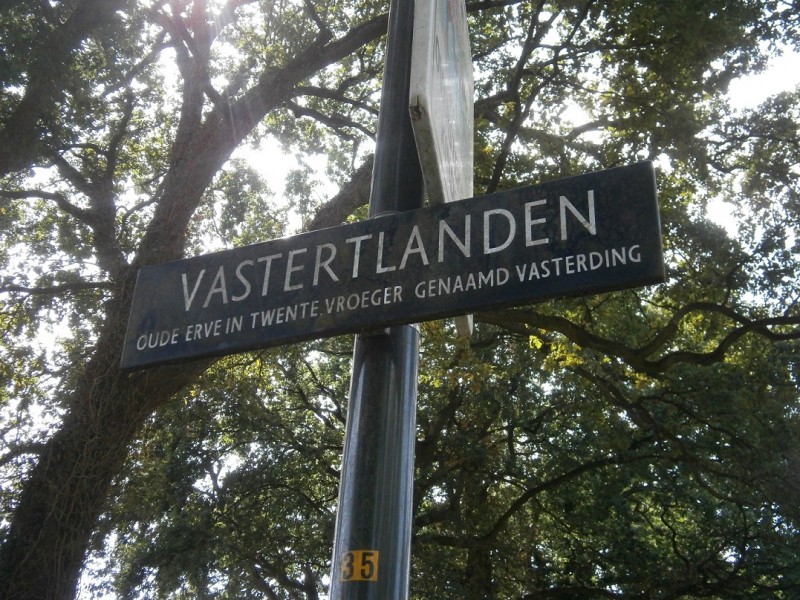 VASTERTLANDEN
OUDE ERVE IN TWENTE VROEGER GENAAMD VASTERDING
35